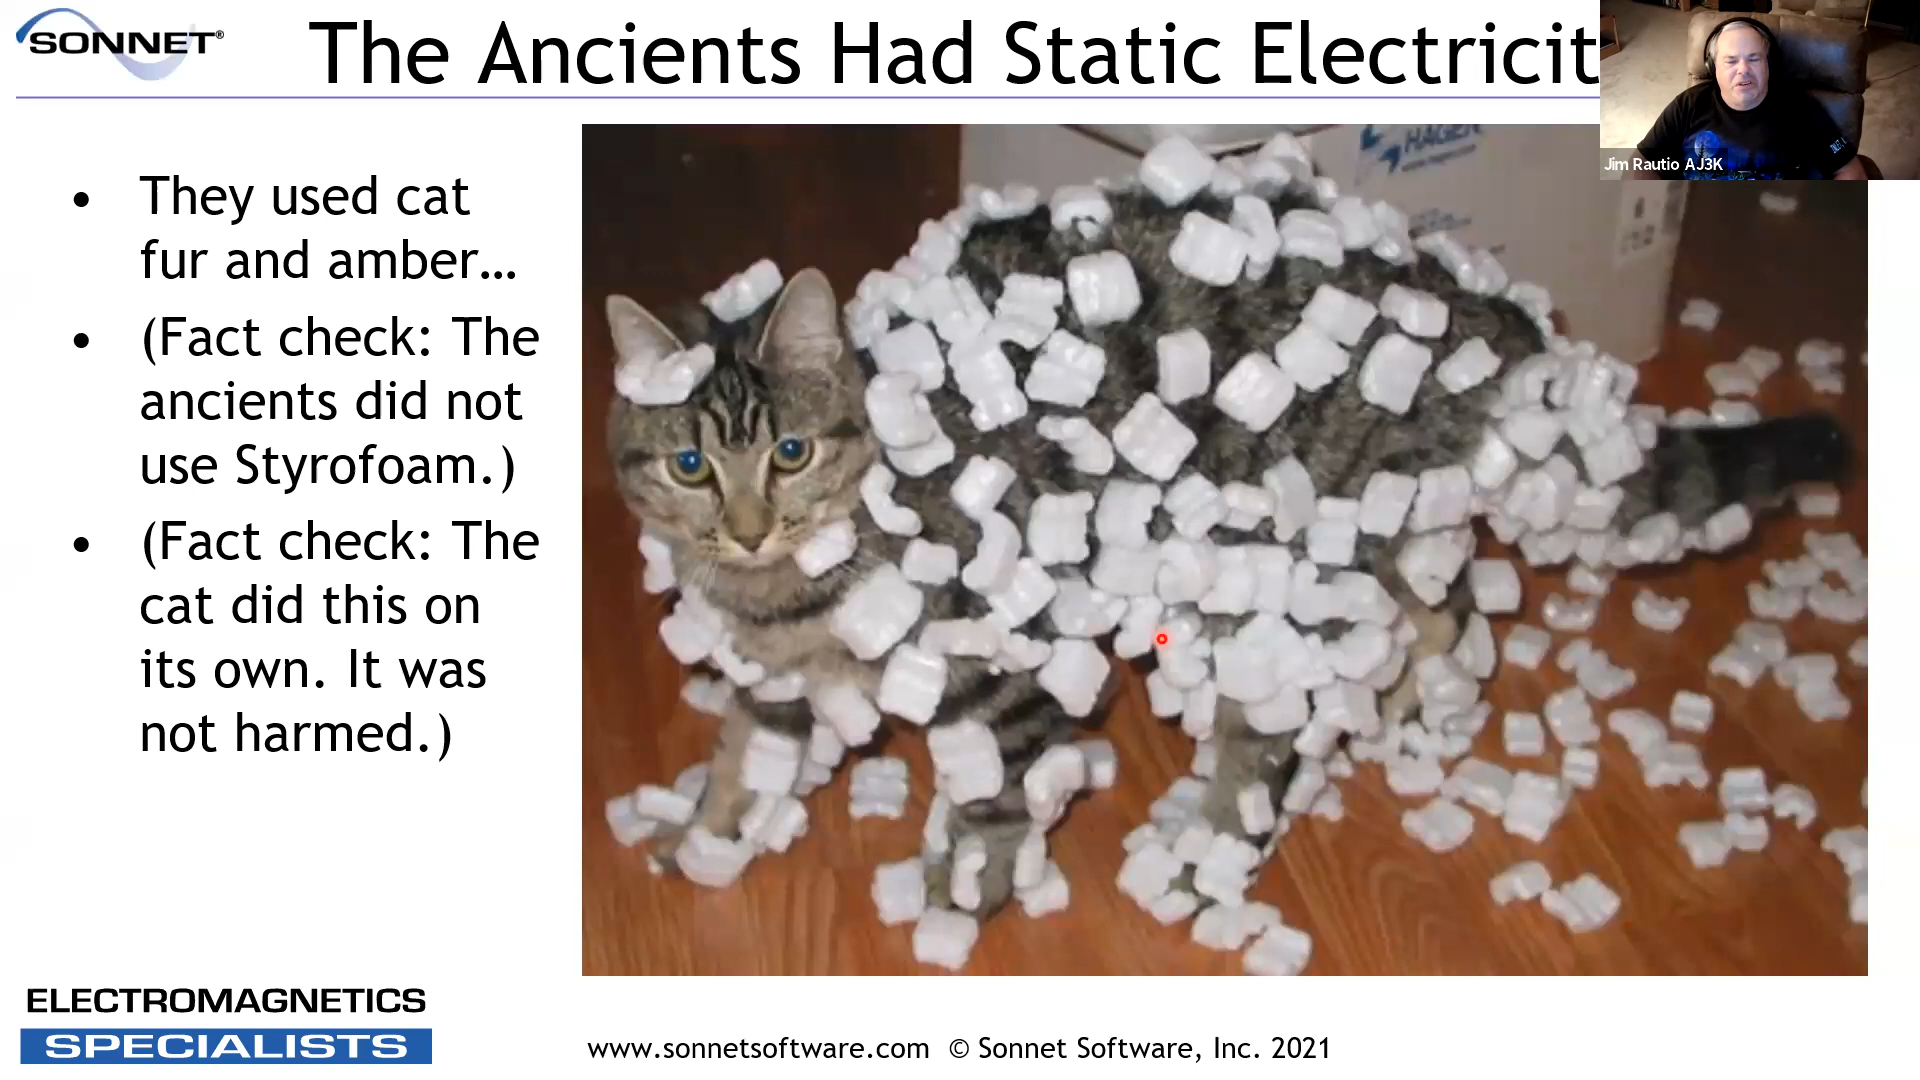 SONNET®
The Ancients Had Static Electricit
Jim Rautio AJ3K
HAGEN
• They used cat
fur and amber…
• (Fact check: The
ancients did not
use Styrofoam.)
• (Fact check: The
cat did this on
its own. It was
not harmed.)
ELECTROMAGNETICS
SPECIALISTS
www.sonnetsoftware.com © Sonnet Software, Inc. 2021